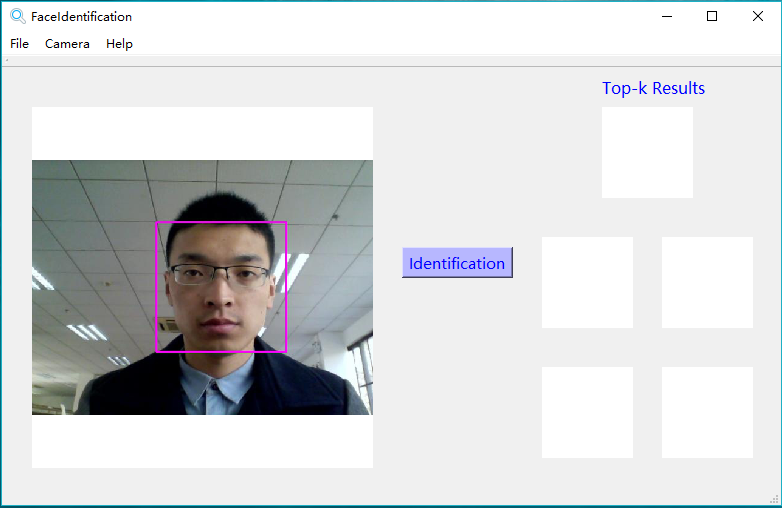 FaceIdentification
File Camera Help
Top-k Results
Identification